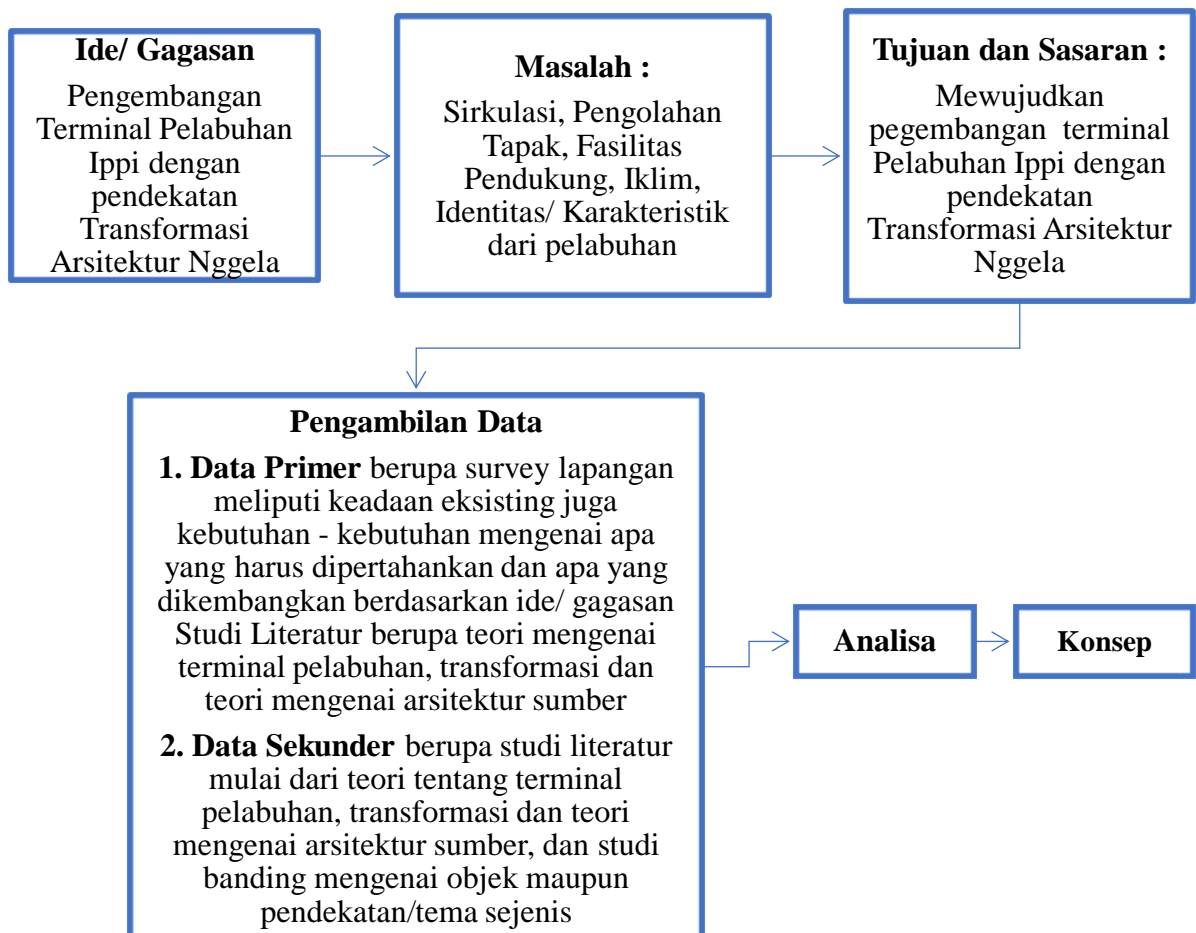 Ide/ Gagasan
Pengembangan
Terminal Pelabuhan
Ippi dengan
pendekatan
Transformasi
Arsitektur Nggela
Masalah :
Sirkulasi, Pengolahan
Tapak, Fasilitas
Pendukung, Iklim,
Identitas/ Karakteristik
dari pelabuhan
Tujuan dan Sasaran :
Mewujudkan
pegembangan terminal
Pelabuhan Ippi dengan
pendekatan
Transformasi Arsitektur
Nggela
Pengambilan Data
1. Data Primer berupa survey lapangan
meliputi keadaan eksisting juga
kebutuhan - kebutuhan mengenai apa
yang harus dipertahankan dan apa yang
dikembangkan berdasarkan ide/ gagasan
Studi Literatur berupa teori mengenai
terminal pelabuhan, transformasi dan
teori mengenai arsitektur sumber
2. Data Sekunder berupa studi literatur
mulai dari teori tentang terminal
pelabuhan, transformasi dan teori
mengenai arsitektur sumber, dan studi
banding mengenai objek maupun
pendekatan/tema sejenis
Analisa
Konsep